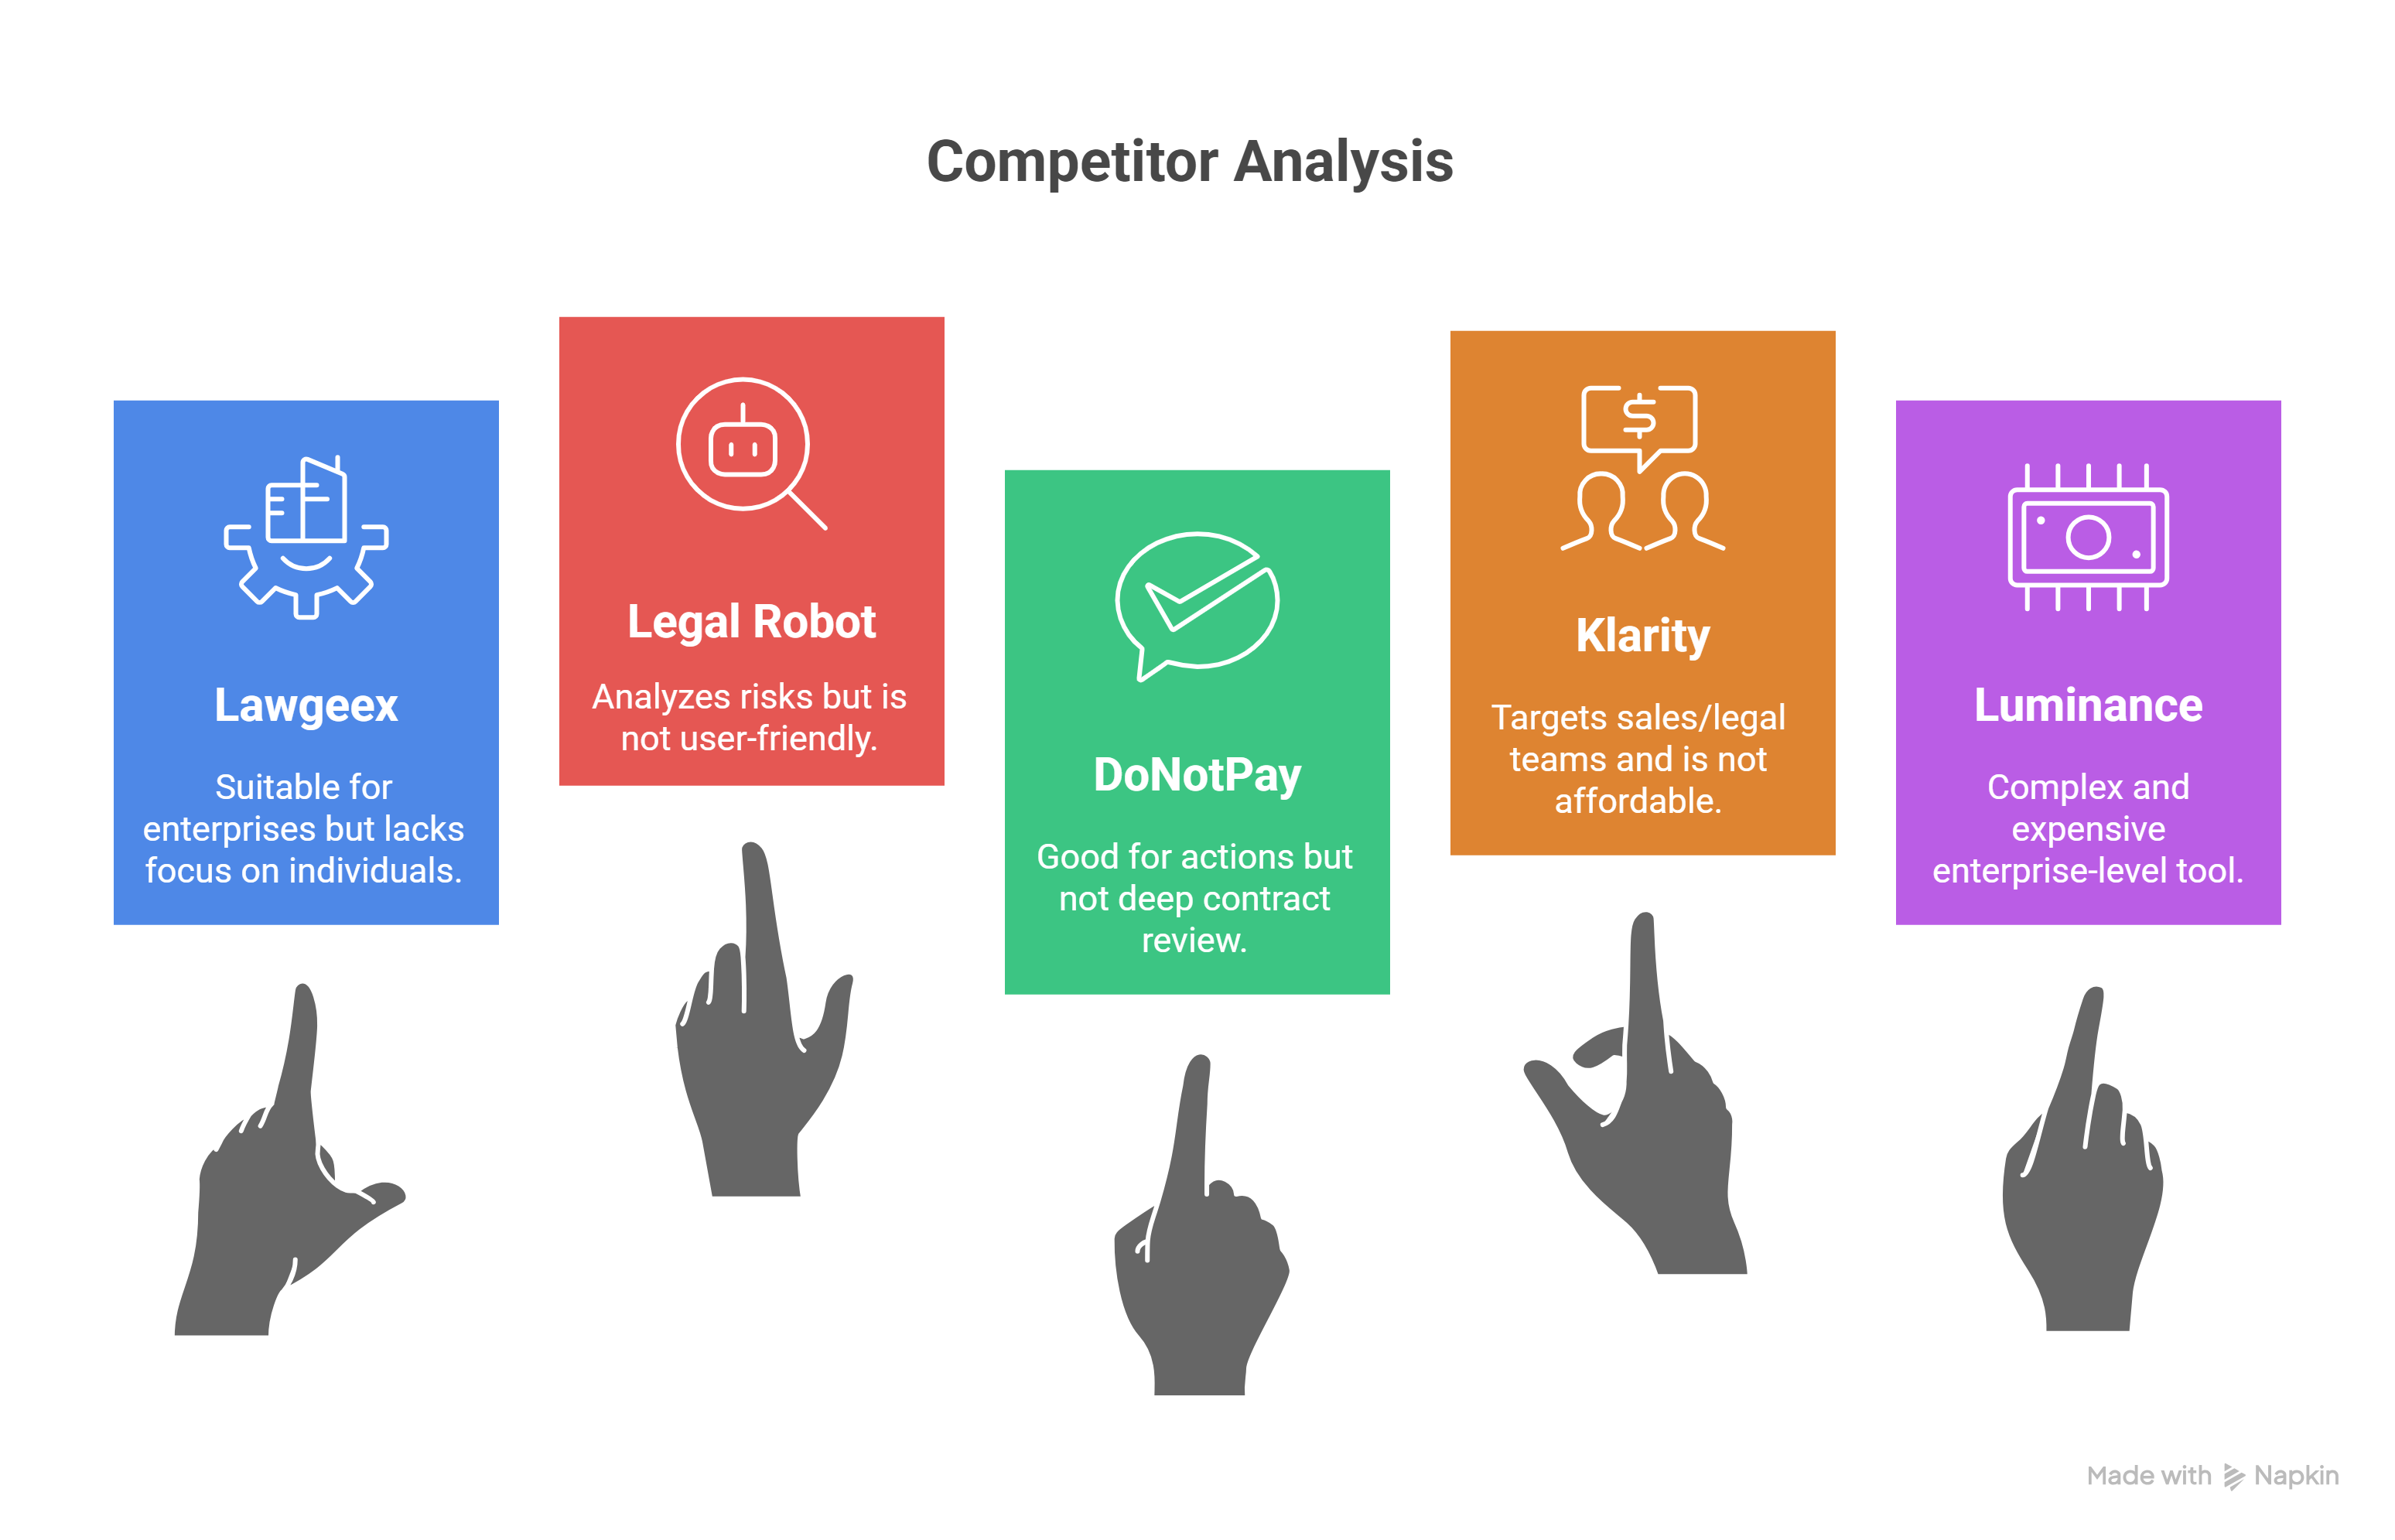 Competitor Analysis
Lawgeex
Suitable for
enterprises but lacks
focus on individuals.
Legal Robot
Analyzes risks but is
not user-friendly.
DoNotPay
Good for actions but
not deep contract
review.
Klarity
Targets sales/legal
teams and is not
affordable.
Luminance
Complex and
expensive
enterprise-level tool.
Made with Napkin